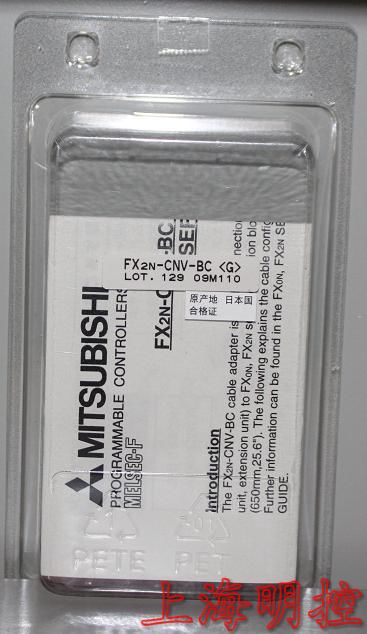 FX2N-CNV-BC <G>
LOT. 129 09M110
原产地 日本国
合格证
MITSUBISHI
PROGRAMMABLE CONTROLLERS
MELSEC-F
Introduction
The FX2N-CNV-BC cable adapter is
unit, extension unit) to FX0N, FX2N
(650mm,25.6"). The following explains the cable config
Further information can be found in the FX0N, FX2N SE
GUIDE.
PETE
PET
上海明控